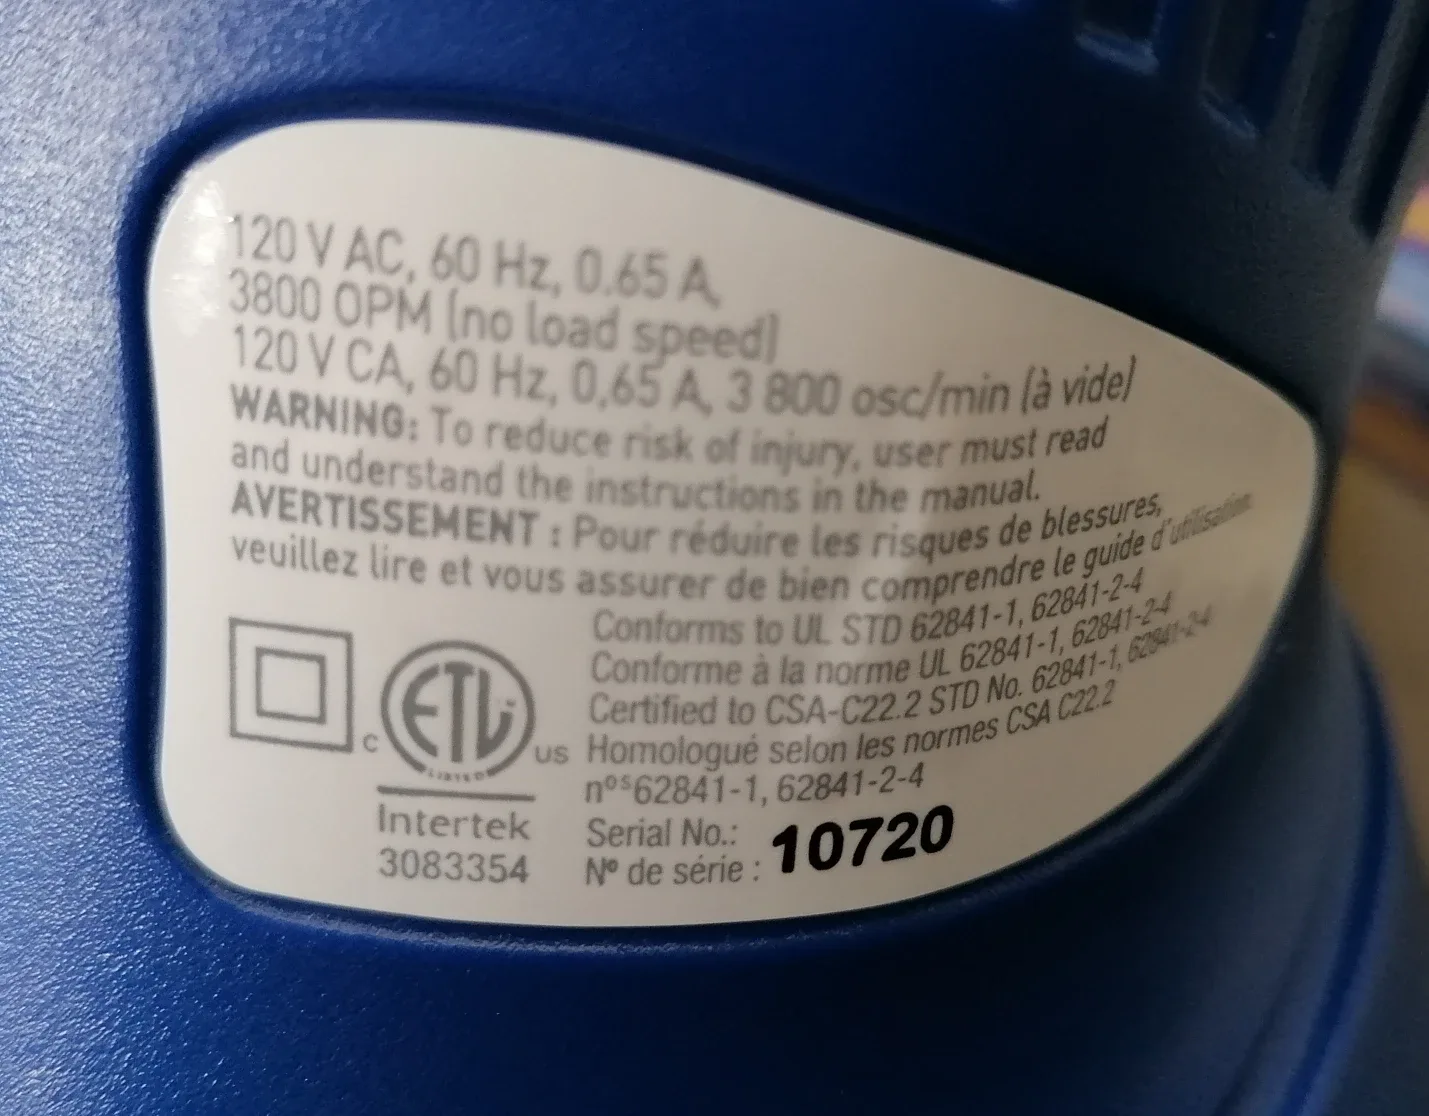 120 V AC, 60 Hz, 0.65 A,
3800 OPM (no load speed)
120 V CA, 60 Hz, 0,65 A, 3 800 osc/min (à vide)
WARNING: To reduce risk of injury, user must read
and understand the instructions in the manual.
AVERTISSEMENT : Pour réduire les risques de blessures,
veuillez lire et vous assurer de bien comprendre le guide d'utilisation.
Conforms to UL STD 62841-1, 62841-2-4
Conforme à la norme UL 62841-1, 62841-2-4
Certified to CSA-C22.2 STD No. 62841-1, 62841-2-4
Homologué selon les normes CSA C22.2
nos62841-1, 62841-2-4
C ETL US
LISTED
Intertek
3083354
Serial No.:
Nº de série : 10720